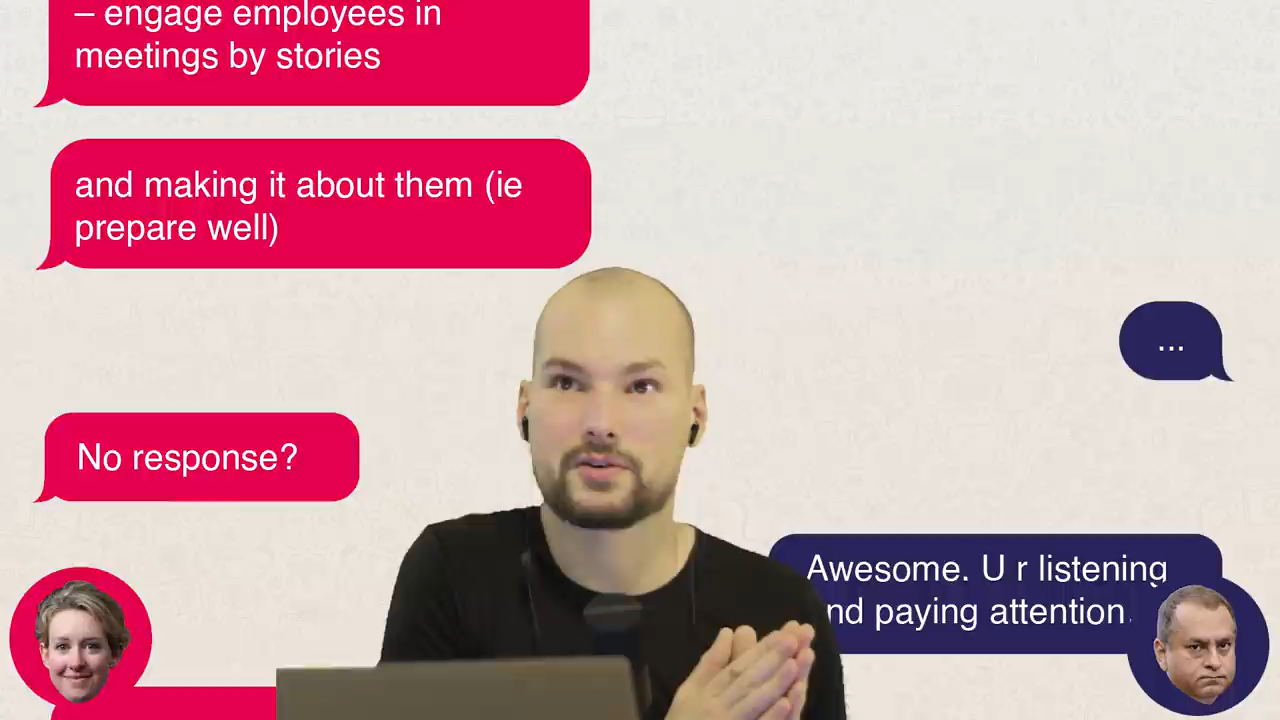 – engage employees in
meetings by stories
and making it about them (ie
prepare well)
...
No response?
Awesome. U r listening
nd paying attention.